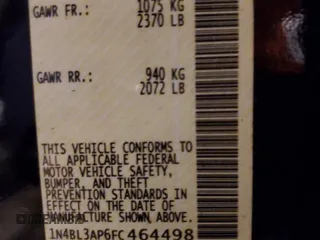 GAWR FR.: 1075 KG
2370 LB
GAWR RR.: 940 KG
2072 LB
THIS VEHICLE CONFORMS TO
ALL APPLICABLE FEDERAL
MOTOR VEHICLE SAFETY,
BUMPER, AND THEFT
PREVENTION STANDARDS IN
EFFECT ON THE DATE OF
MANUFACTURE SHOWN ABOVE.
1N4BL3AP6FC464498